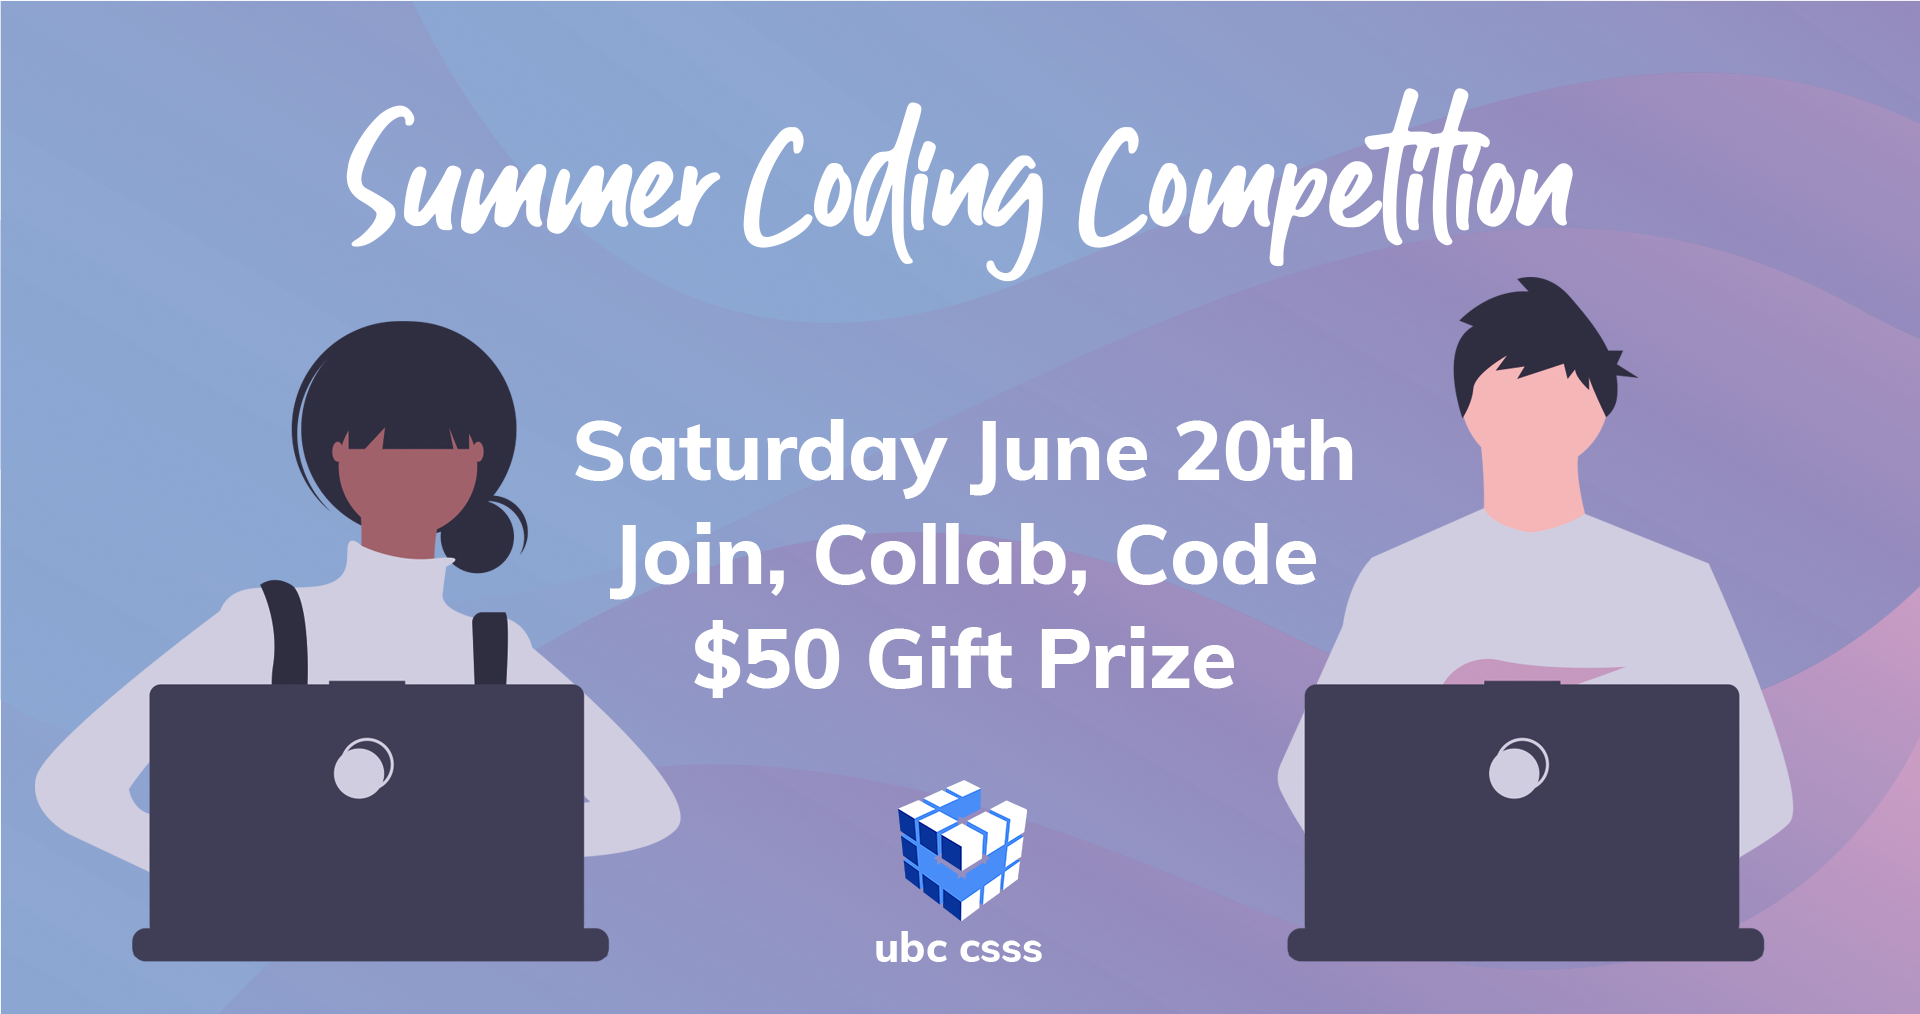 Summer Coding Competition
Saturday June 20th
Join, Collab, Code
$50 Gift Prize
ubc csss